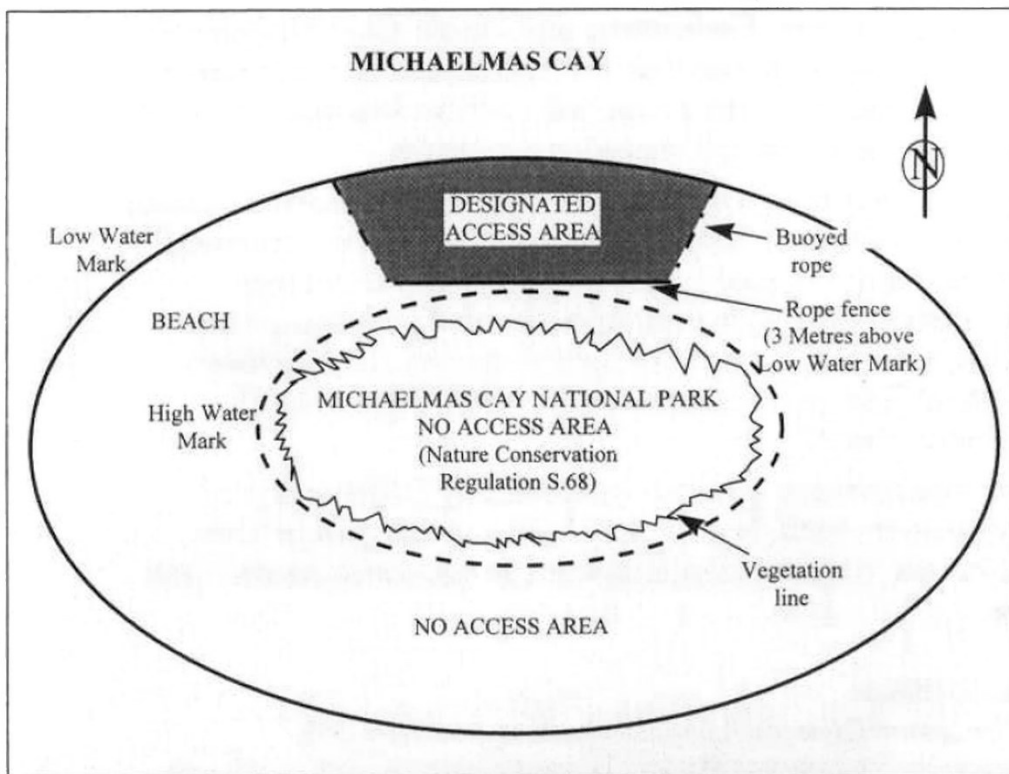 MICHAELMAS CAY
N
DESIGNATED
ACCESS AREA
Low Water
Mark
Buoyed
rope
Rope fence
(3 Metres above
Low Water Mark)
BEACH
High Water
Mark
MICHAELMAS CAY NATIONAL PARK
NO ACCESS AREA
(Nature Conservation
Regulation S.68)
Vegetation
line
NO ACCESS AREA